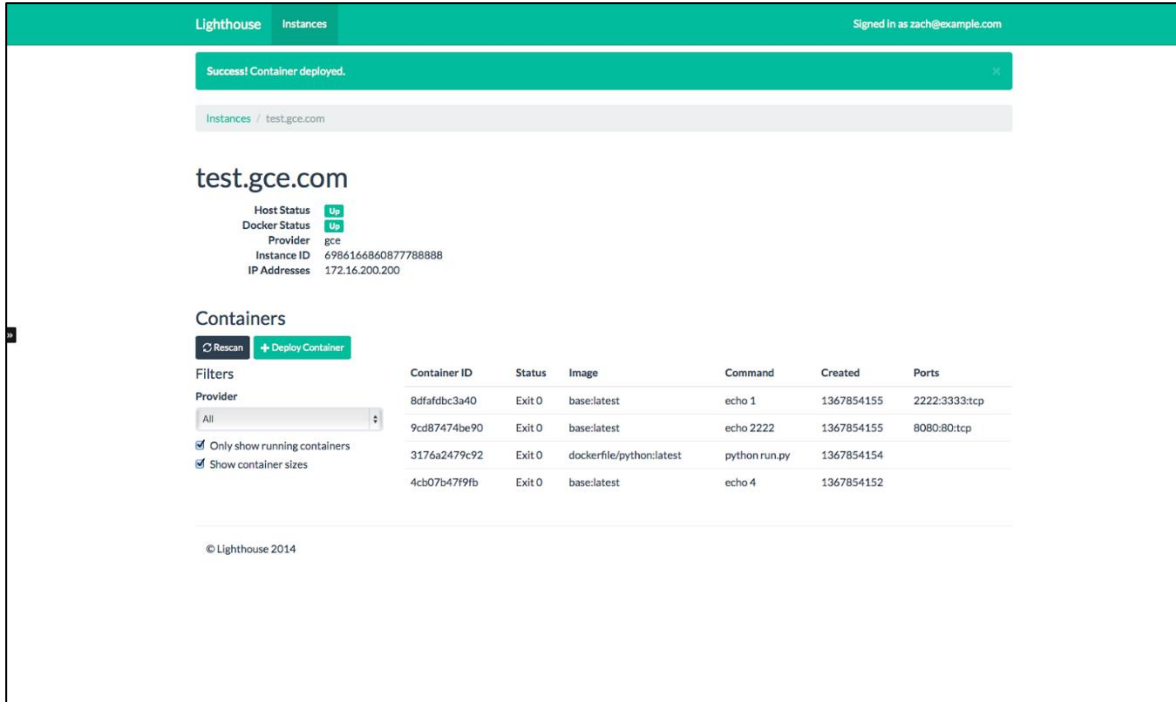 Lighthouse Instances Signed in as zach@example.com
Success! Container deployed. ×
Instances / test.gce.com
test.gce.com
Host Status Up
Docker Status Up
Provider gce
Instance ID 6986166860877788888
IP Addresses 172.16.200.200
Containers
Rescan + Deploy Container
Filters
Provider
All
Only show running containers
Show container sizes
Container ID Status Image Command Created Ports
8dfafdbc3a40 Exit 0 base:latest echo 1 1367854155 2222:3333:tcp
9cd87474be90 Exit 0 base:latest echo 2222 1367854155 8080:80:tcp
3176a2479c92 Exit 0 dockerfile/python:latest python run.py 1367854154
4cb07b47f9fb Exit 0 base:latest echo 4 1367854152
© Lighthouse 2014
»